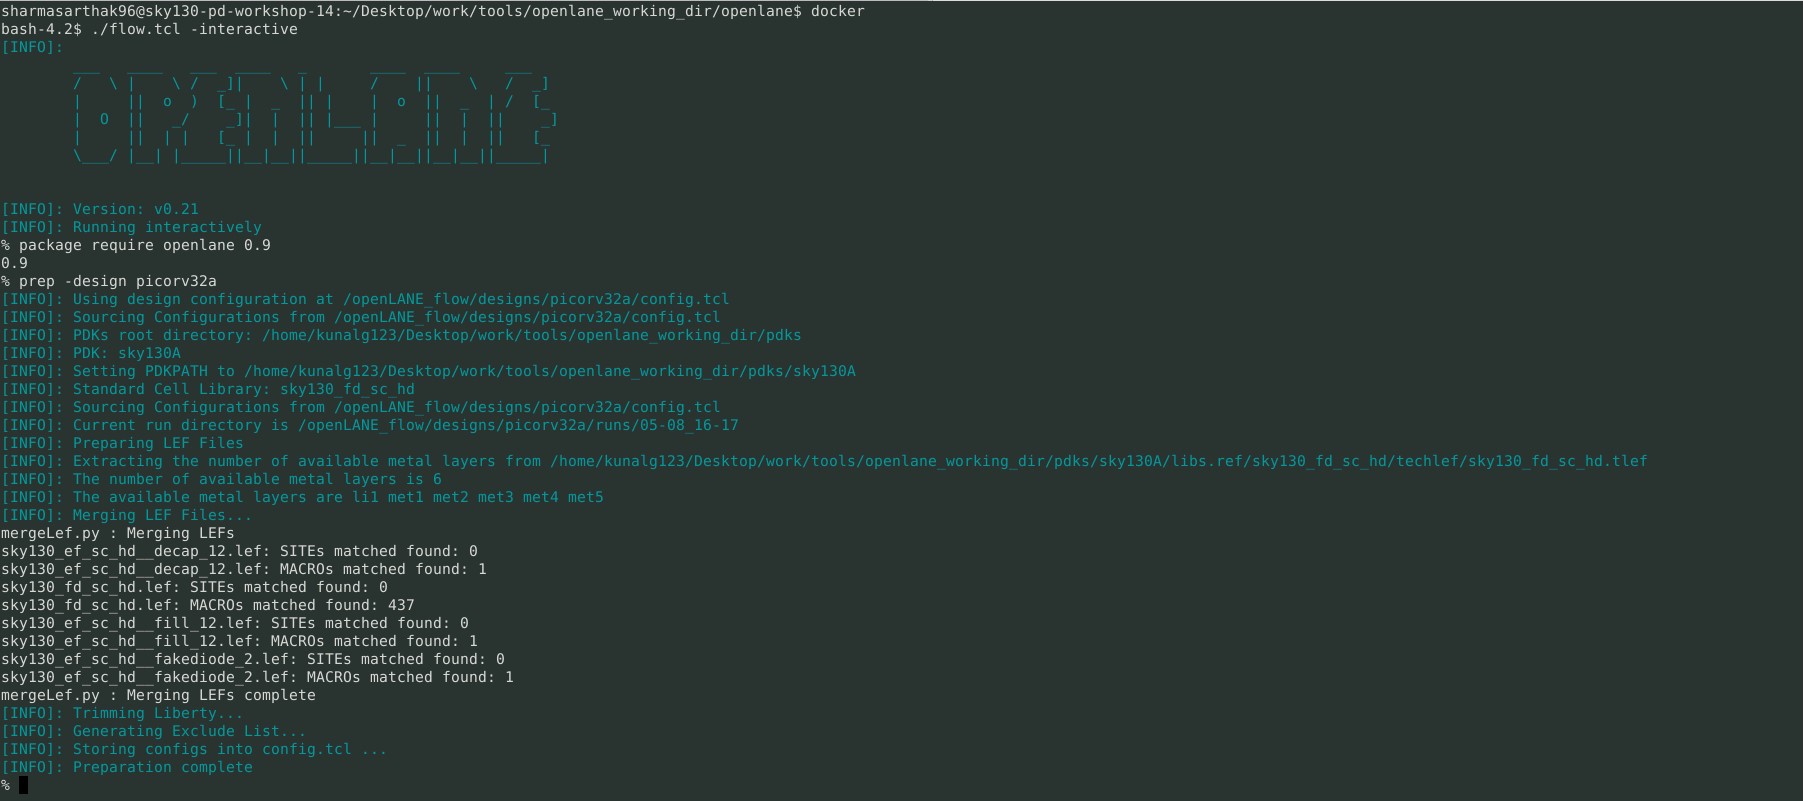 sharmasarthak96@sky130-pd-workshop-14:~/Desktop/work/tools/openlane_working_dir/openlane$ docker
bash-4.2$ ./flow.tcl -interactive
[INFO]:
OPENLANE
[INFO]: Version: v0.21
[INFO]: Running interactively
% package require openlane 0.9
0.9
% prep -design picorv32a
[INFO]: Using design configuration at /openLANE_flow/designs/picorv32a/config.tcl
[INFO]: Sourcing Configurations from /openLANE_flow/designs/picorv32a/config.tcl
[INFO]: PDKs root directory: /home/kunalg123/Desktop/work/tools/openlane_working_dir/pdks
[INFO]: PDK: sky130A
[INFO]: Setting PDKPATH to /home/kunalg123/Desktop/work/tools/openlane_working_dir/pdks/sky130A
[INFO]: Standard Cell Library: sky130_fd_sc_hd
[INFO]: Sourcing Configurations from /openLANE_flow/designs/picorv32a/config.tcl
[INFO]: Current run directory is /openLANE_flow/designs/picorv32a/runs/05-08_16-17
[INFO]: Preparing LEF Files
[INFO]: Extracting the number of available metal layers from /home/kunalg123/Desktop/work/tools/openlane_working_dir/pdks/sky130A/libs.ref/sky130_fd_sc_hd/techlef/sky130_fd_sc_hd.tlef
[INFO]: The number of available metal layers is 6
[INFO]: The available metal layers are li1 met1 met2 met3 met4 met5
[INFO]: Merging LEF Files...
mergeLef.py : Merging LEFs
sky130_ef_sc_hd__decap_12.lef: SITEs matched found: 0
sky130_ef_sc_hd__decap_12.lef: MACROs matched found: 1
sky130_fd_sc_hd.lef: SITEs matched found: 0
sky130_fd_sc_hd.lef: MACROs matched found: 437
sky130_ef_sc_hd__fill_12.lef: SITEs matched found: 0
sky130_ef_sc_hd__fill_12.lef: MACROs matched found: 1
sky130_ef_sc_hd__fakediode_2.lef: SITEs matched found: 0
sky130_ef_sc_hd__fakediode_2.lef: MACROs matched found: 1
mergeLef.py : Merging LEFs complete
[INFO]: Trimming Liberty...
[INFO]: Generating Exclude List...
[INFO]: Storing configs into config.tcl ...
[INFO]: Preparation complete
%